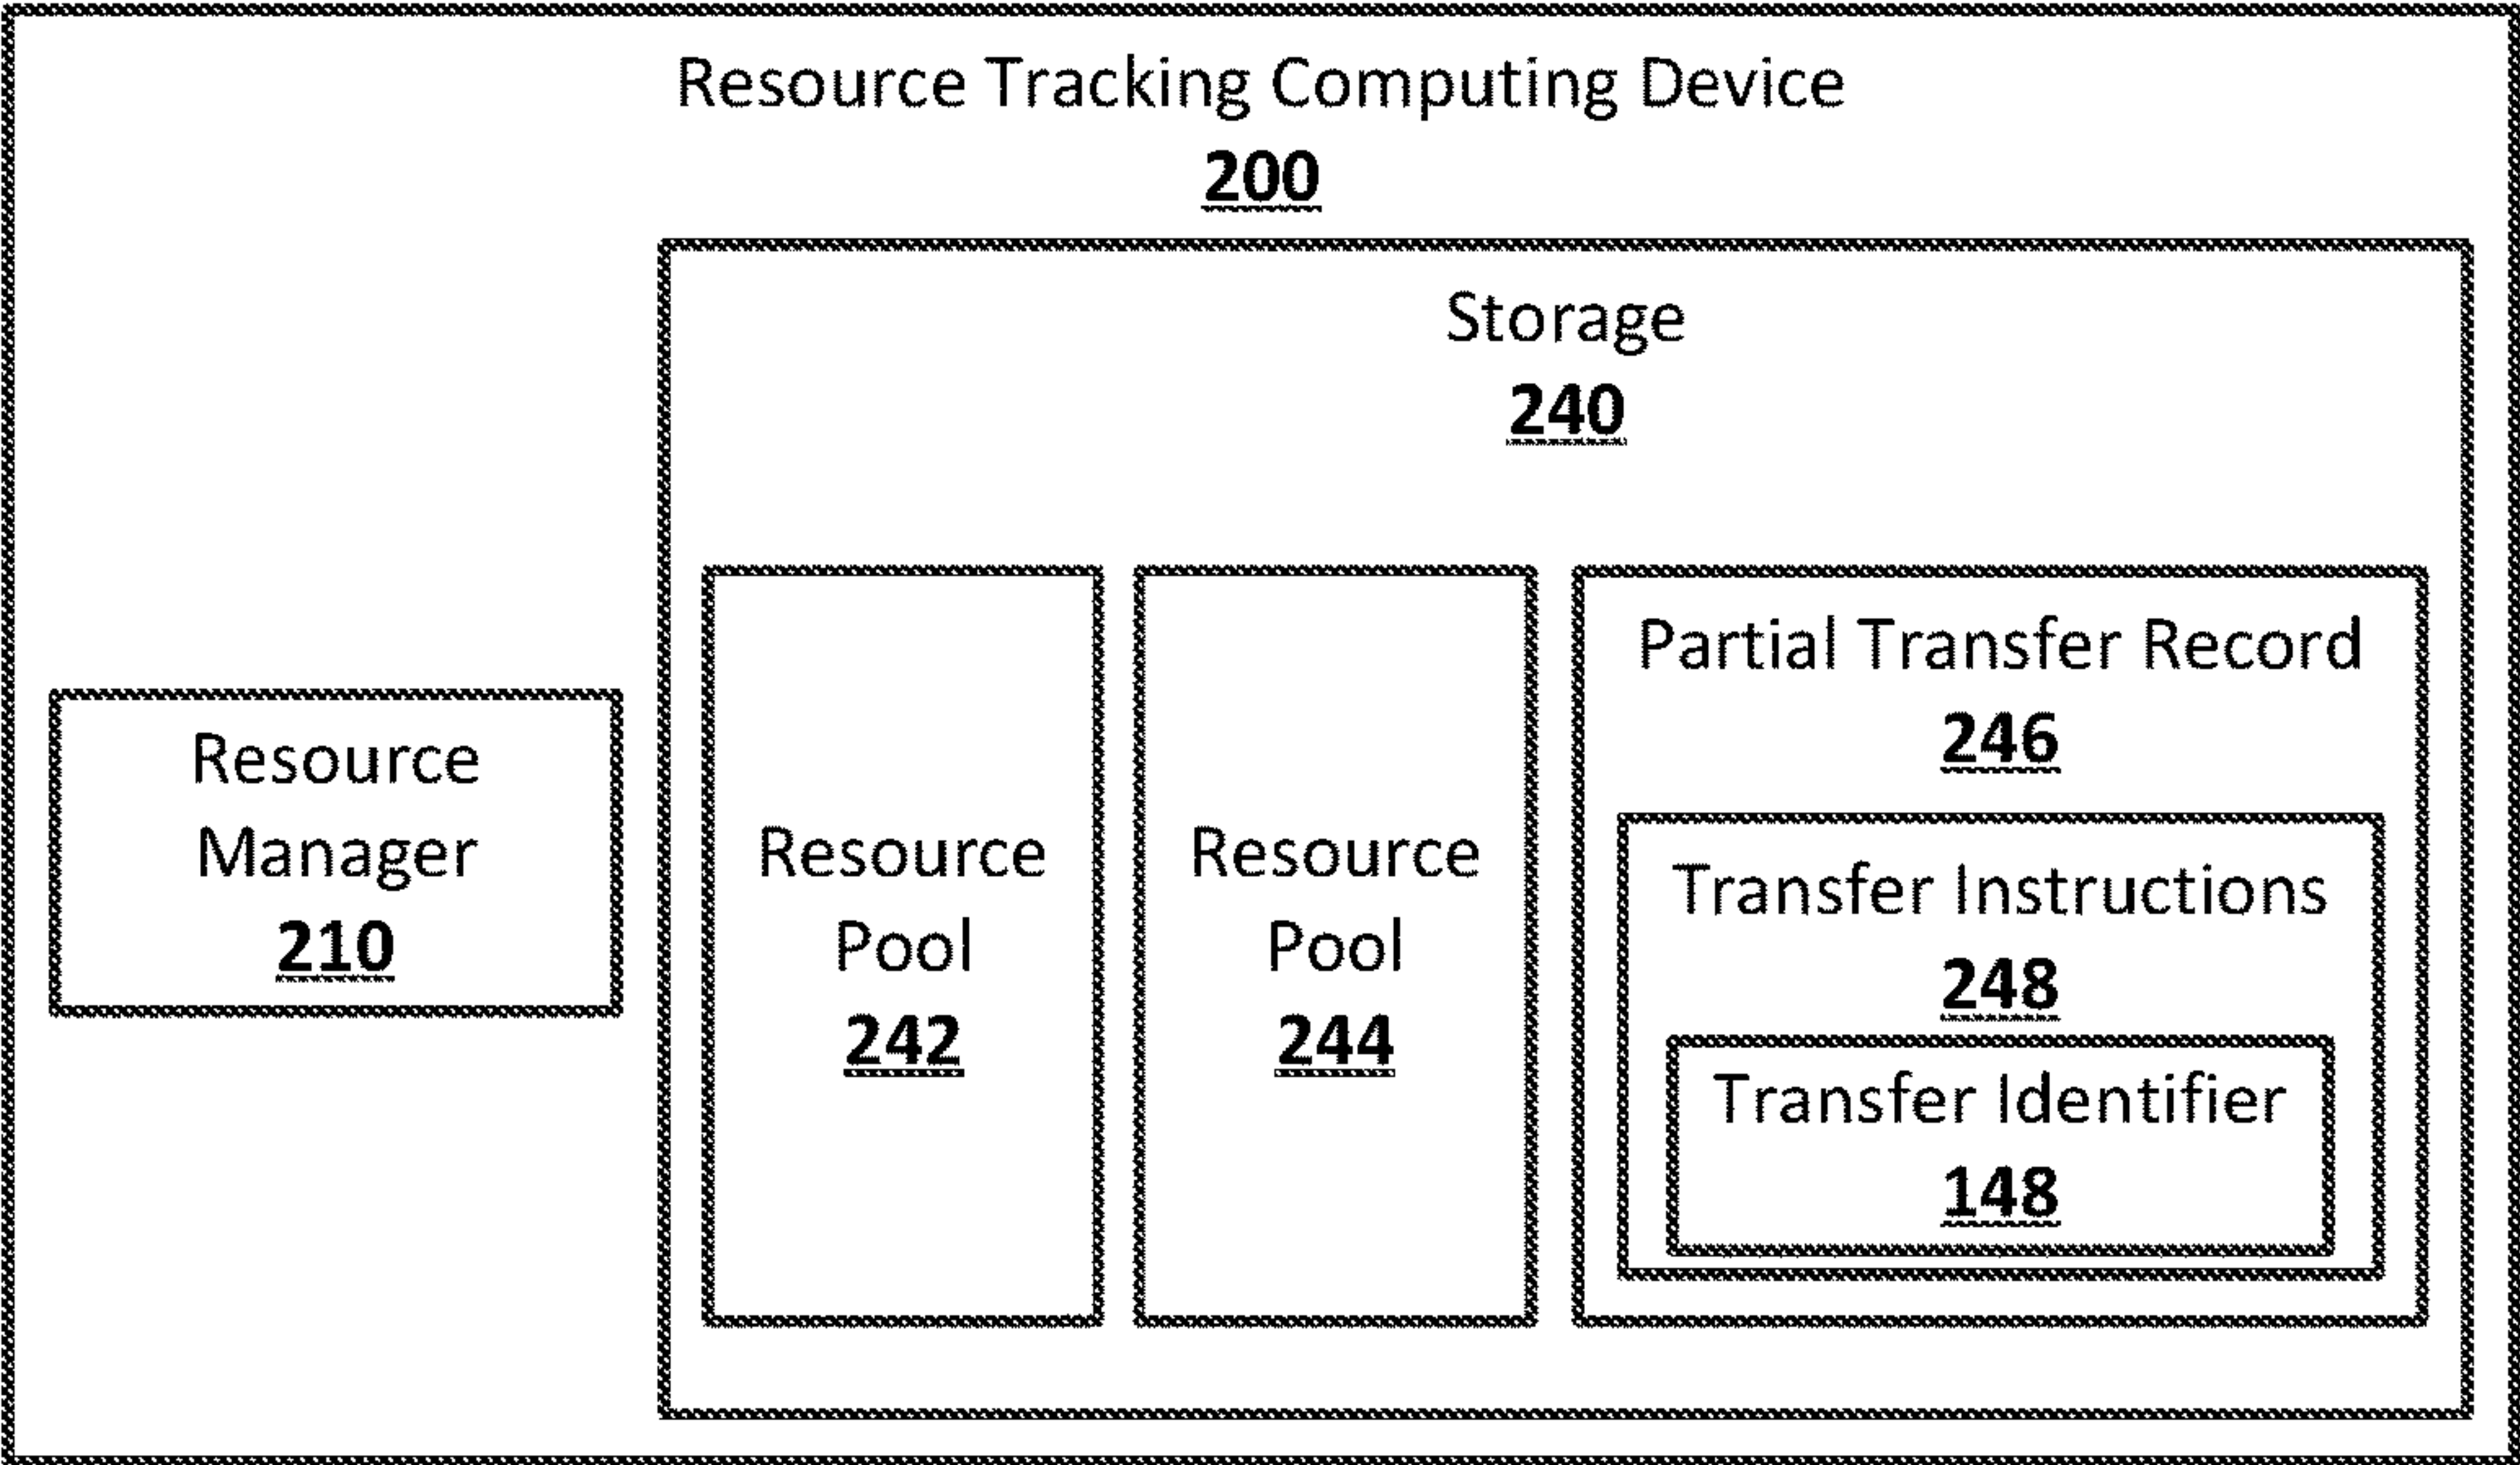 Resource Tracking Computing Device
200
Storage
240
Resource
Manager
210
Resource
Pool
242
Resource
Pool
244
Partial Transfer Record
246
Transfer Instructions
248
Transfer Identifier
148